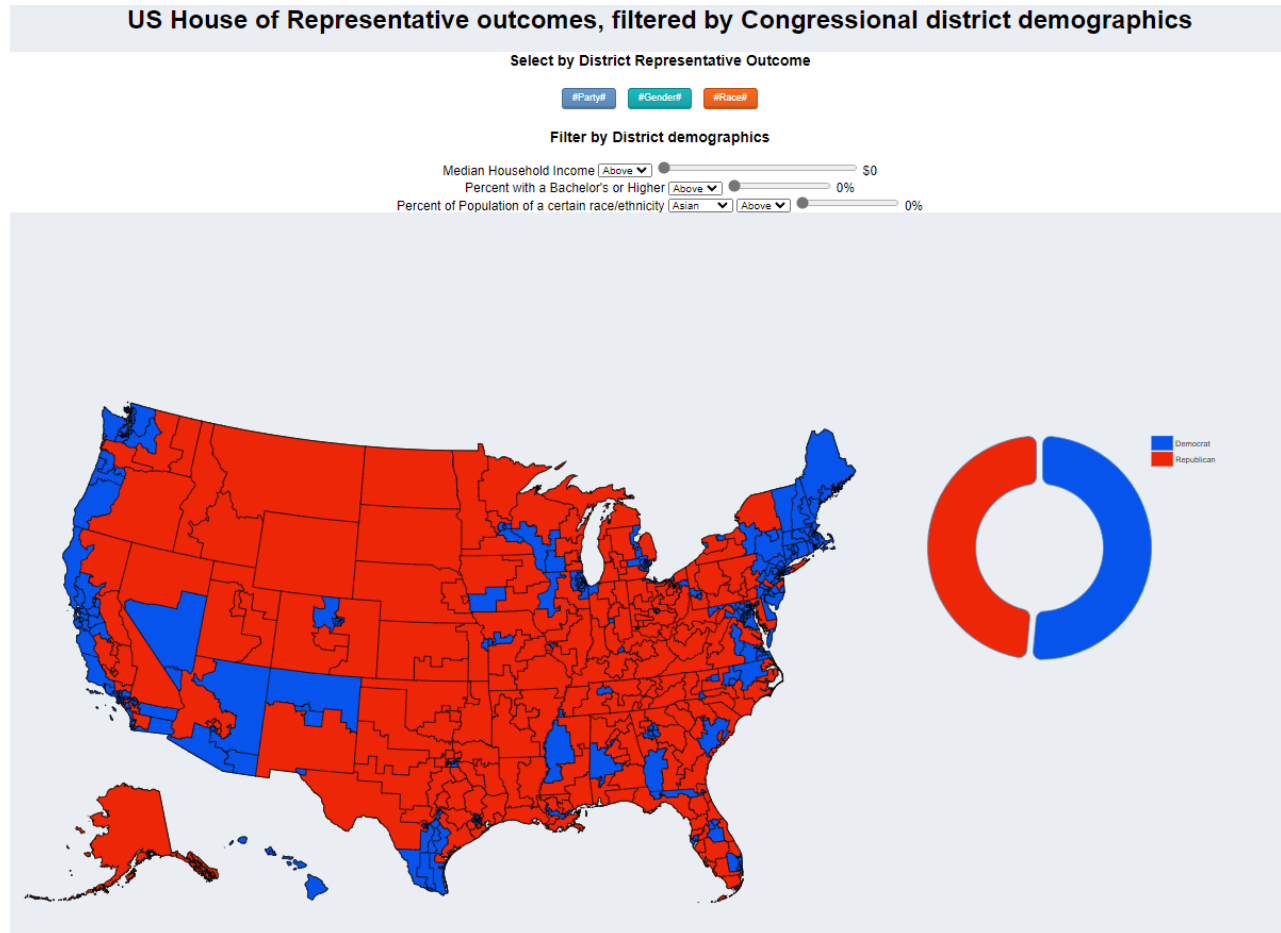 US House of Representative outcomes, filtered by Congressional district demographics
Select by District Representative Outcome
#Party# #Gender# #Race#
Filter by District demographics
Median Household Income Above $0
Percent with a Bachelor's or Higher Above 0%
Percent of Population of a certain race/ethnicity Asian Above 0%
Democrat
Republican